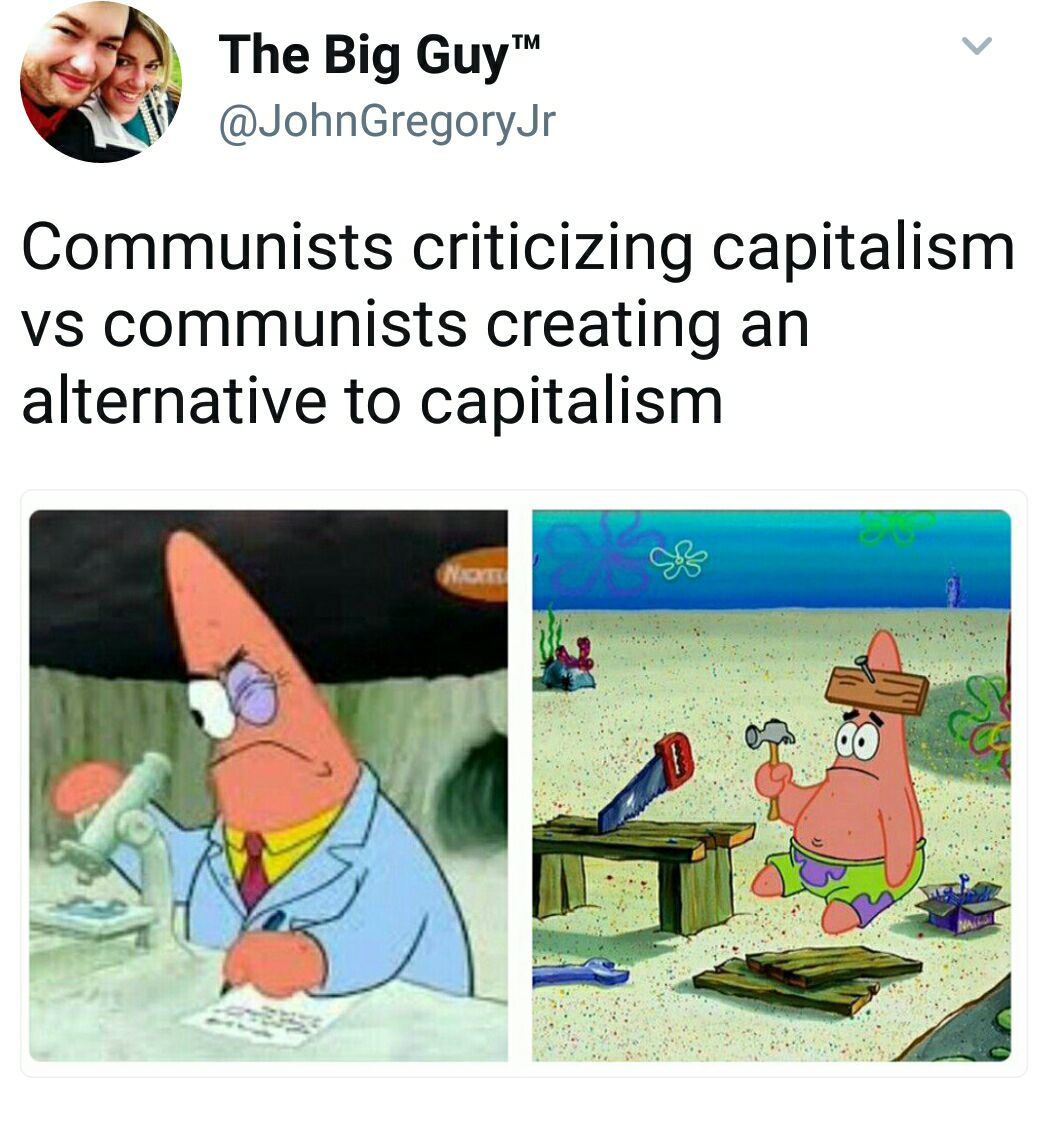 The Big Guy™
@JohnGregoryJr
Communists criticizing capitalism
vs communists creating an
alternative to capitalism